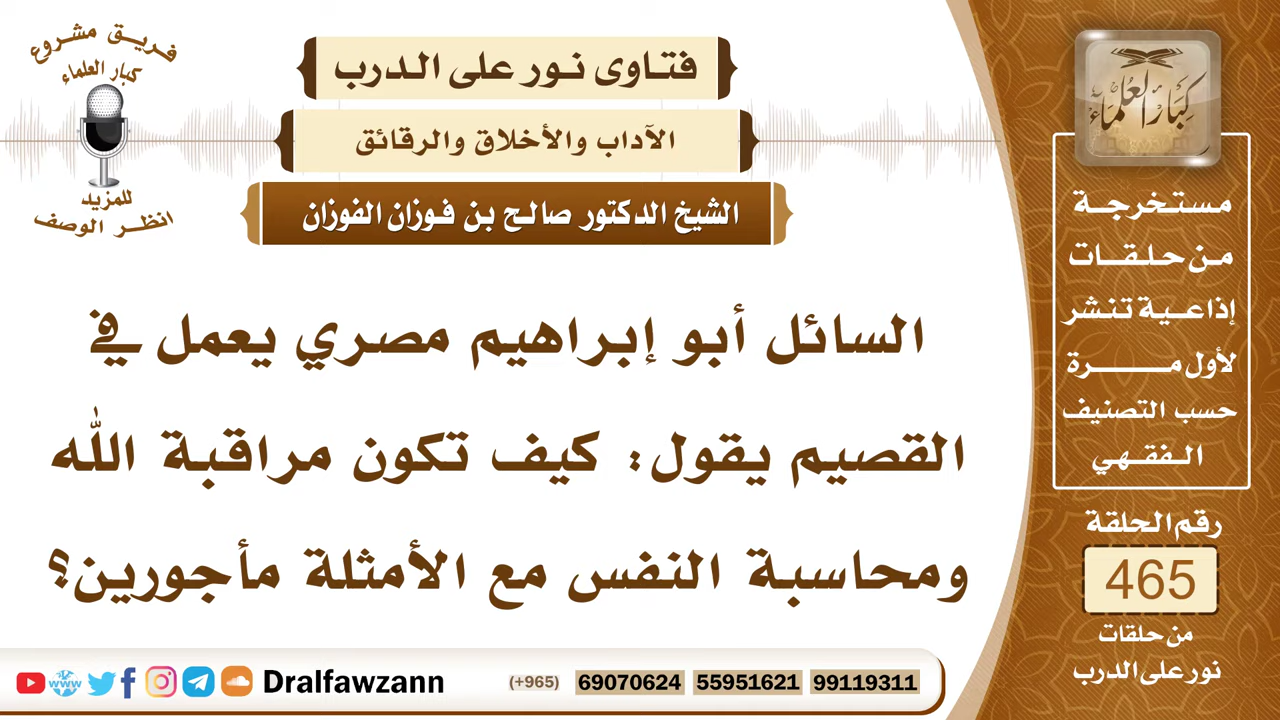 فريق مشروع
كبار العلماء
للمزيد
انظر الوصف
فتاوى نور على الدرب
الآداب والأخلاق والرقائق
الشيخ الدكتور صالح بن فوزان الفوزان
السائل أبو إبراهيم مصري يعمل في
القصيم يقول: كيف تكون مراقبة الله
ومحاسبة النفس مع الأمثلة مأجورين؟
كبار العلماء
مستخرجة
من حلقات
إذاعية تنشر
لأول مرة
حسب التصنيف
الفقهي
رقم الحلقة
465
من حلقات
نور على الدرب
www Dralfawzann (+965) 69070624 55951621 99119311